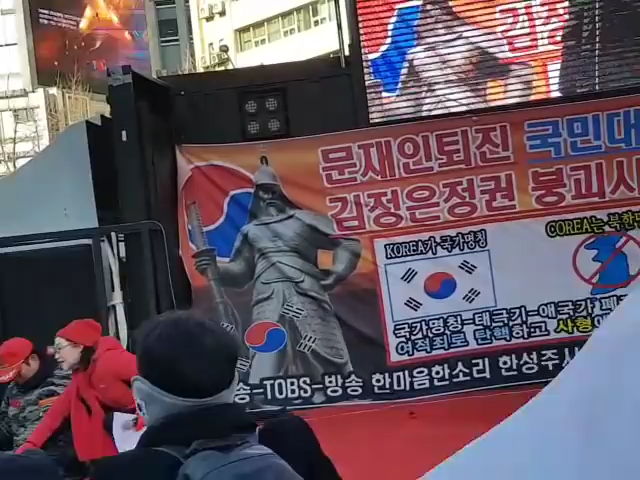 문재인퇴진 국민대
김정은정권 붕괴시
KOREA가 국가명칭
COREA는 북한
국가명칭-태극기-애국가
여적죄로 탄핵하고 사형
송-TOBS-방송 한마음한소리 한성주